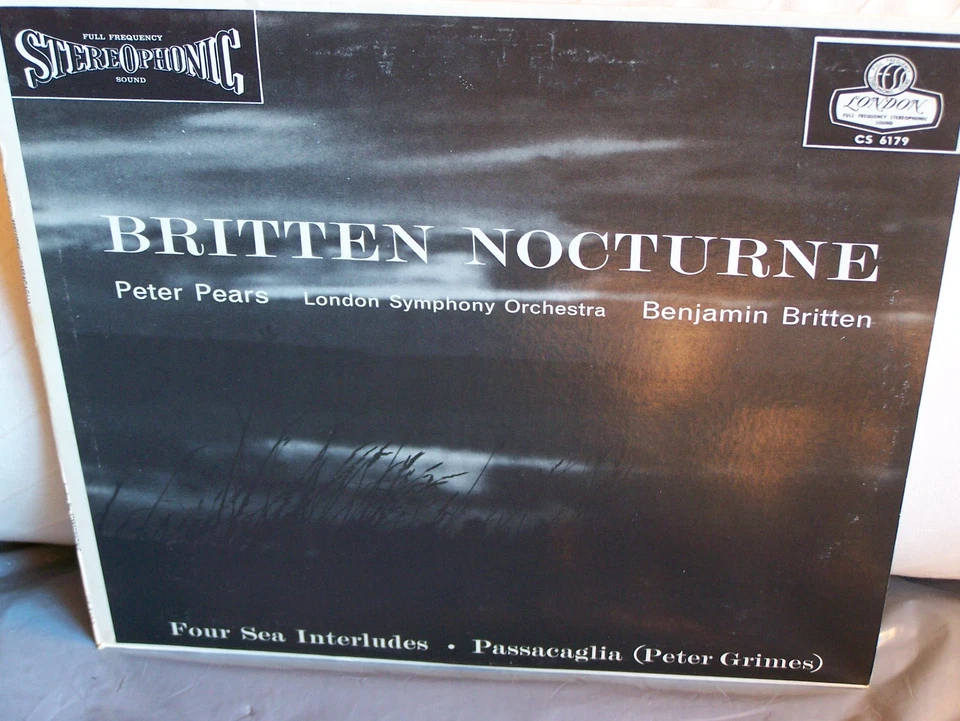 FULL FREQUENCY
STEREOPHONIC
SOUND
LONDON
FULL FREQUENCY STEREOPHONIC
SOUND
CS 6179
BRITTEN NOCTURNE
Peter Pears London Symphony Orchestra Benjamin Britten
Four Sea Interludes • Passacaglia (Peter Grimes)